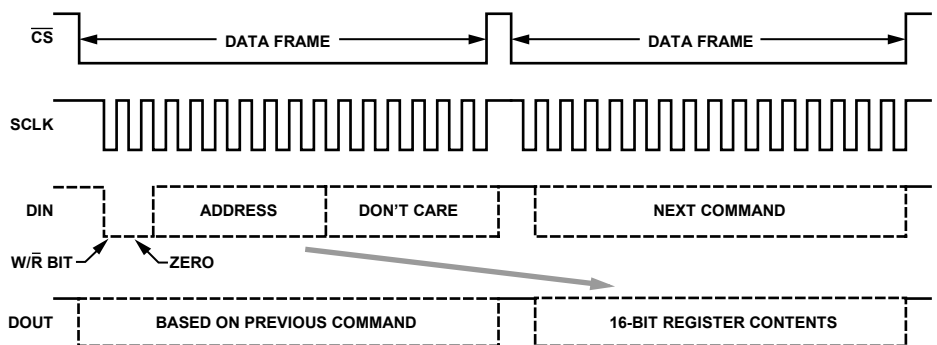 C̅S̅ DATA FRAME DATA FRAME
SCLK
DIN ADDRESS DON'T CARE NEXT COMMAND
W/R̅ BIT ZERO
DOUT BASED ON PREVIOUS COMMAND 16-BIT REGISTER CONTENTS